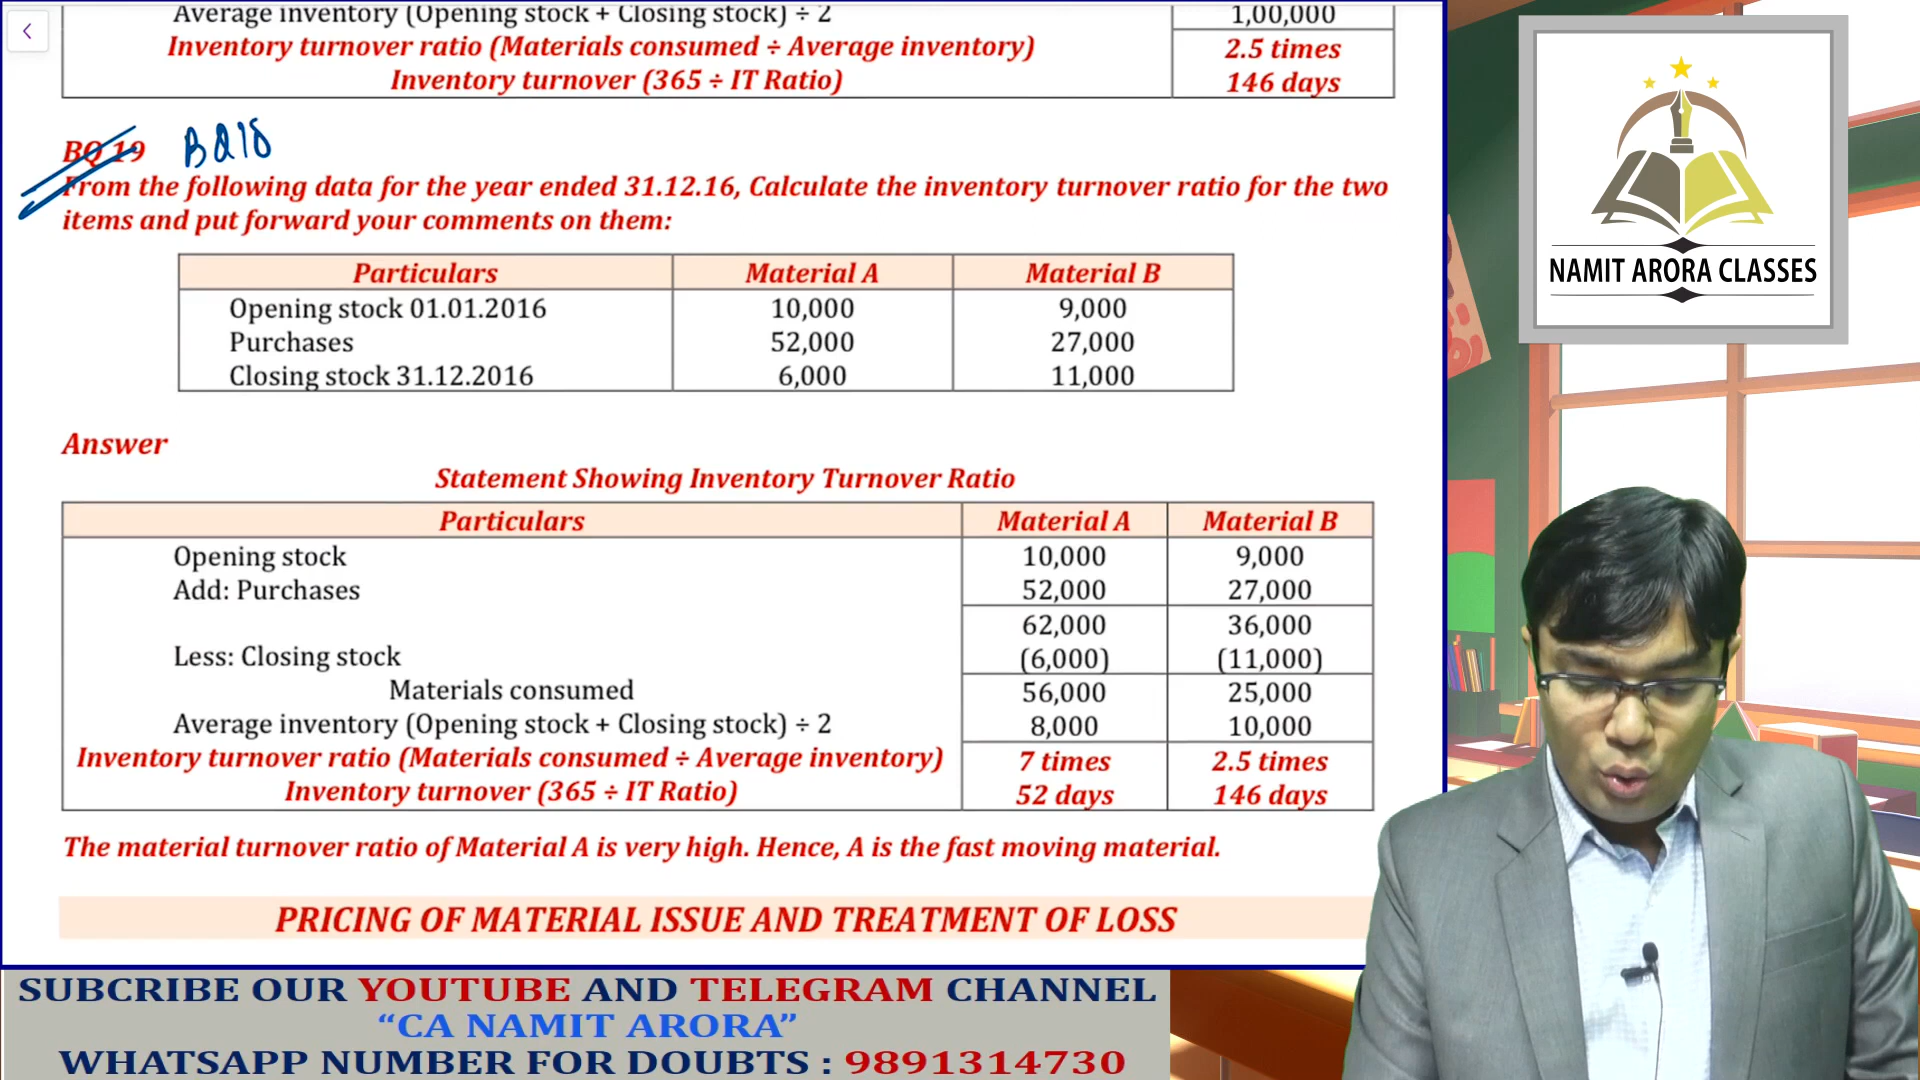 Average inventory (Opening stock + Closing stock) ÷ 2 1,00,000
Inventory turnover ratio (Materials consumed ÷ Average inventory) 2.5 times
Inventory turnover (365 ÷ IT Ratio) 146 days
BQ 19 BQ18
From the following data for the year ended 31.12.16, Calculate the inventory turnover ratio for the two
items and put forward your comments on them:
Particulars Material A Material B
Opening stock 01.01.2016 10,000 9,000
Purchases 52,000 27,000
Closing stock 31.12.2016 6,000 11,000
Answer
Statement Showing Inventory Turnover Ratio
Particulars Material A Material B
Opening stock 10,000 9,000
Add: Purchases 52,000 27,000
62,000 36,000
Less: Closing stock (6,000) (11,000)
Materials consumed 56,000 25,000
Average inventory (Opening stock + Closing stock) ÷ 2 8,000 10,000
Inventory turnover ratio (Materials consumed ÷ Average inventory) 7 times 2.5 times
Inventory turnover (365 ÷ IT Ratio) 52 days 146 days
The material turnover ratio of Material A is very high. Hence, A is the fast moving material.
PRICING OF MATERIAL ISSUE AND TREATMENT OF LOSS
SUBCRIBE OUR YOUTUBE AND TELEGRAM CHANNEL
“CA NAMIT ARORA”
WHATSAPP NUMBER FOR DOUBTS : 9891314730
NAMIT ARORA CLASSES